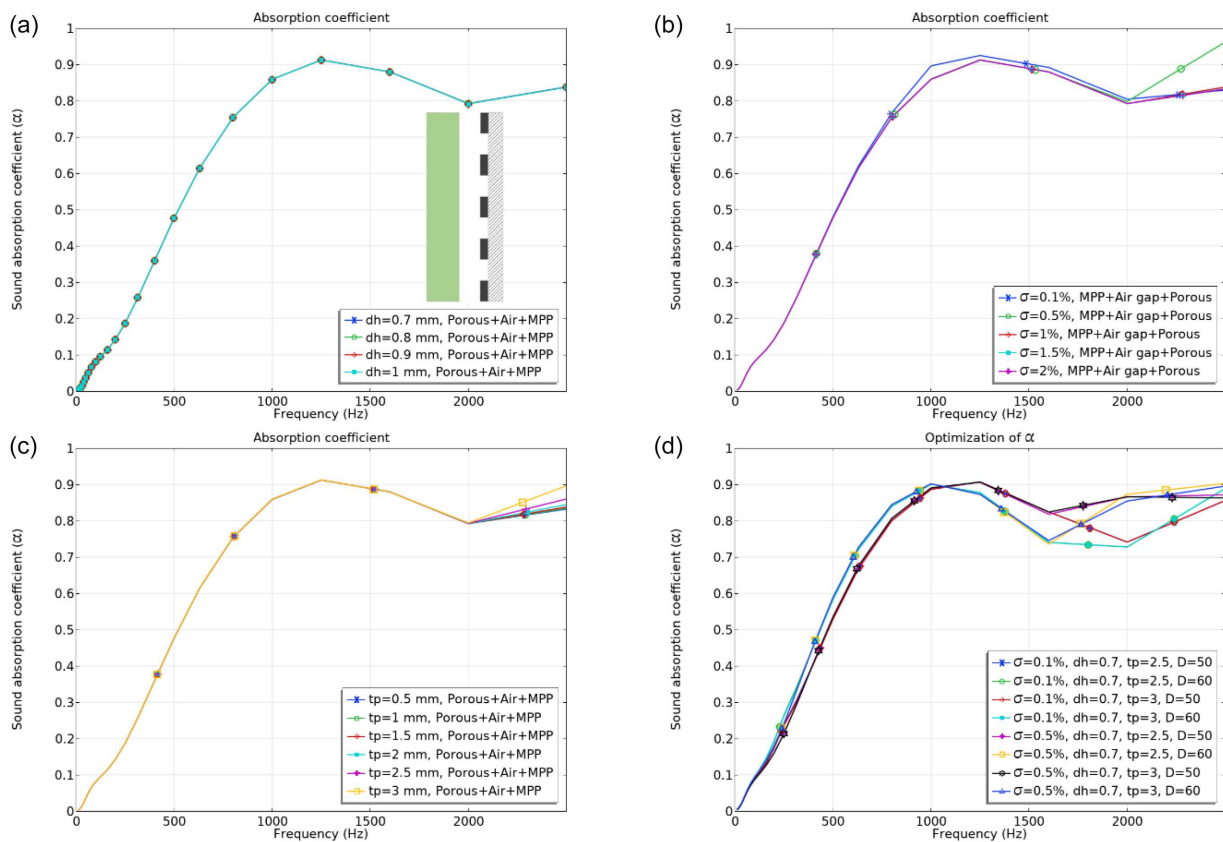 (a)
Absorption coefficient
Sound absorption coefficient (α)
1
0.9
0.8
0.7
0.6
0.5
0.4
0.3
0.2
0.1
0
dh=0.7 mm, Porous+Air+MPP
dh=0.8 mm, Porous+Air+MPP
dh=0.9 mm, Porous+Air+MPP
dh=1 mm, Porous+Air+MPP
0 500 1000 1500 2000
Frequency (Hz)
(b)
Absorption coefficient
Sound absorption coefficient (α)
1
0.9
0.8
0.7
0.6
0.5
0.4
0.3
0.2
0.1
0
σ=0.1%, MPP+Air gap+Porous
σ=0.5%, MPP+Air gap+Porous
σ=1%, MPP+Air gap+Porous
σ=1.5%, MPP+Air gap+Porous
σ=2%, MPP+Air gap+Porous
0 500 1000 1500 2000
Frequency (Hz)
(c)
Absorption coefficient
Sound absorption coefficient (α)
1
0.9
0.8
0.7
0.6
0.5
0.4
0.3
0.2
0.1
0
tp=0.5 mm, Porous+Air+MPP
tp=1 mm, Porous+Air+MPP
tp=1.5 mm, Porous+Air+MPP
tp=2 mm, Porous+Air+MPP
tp=2.5 mm, Porous+Air+MPP
tp=3 mm, Porous+Air+MPP
0 500 1000 1500 2000
Frequency (Hz)
(d)
Optimization of α
Sound absorption coefficient (α)
1
0.9
0.8
0.7
0.6
0.5
0.4
0.3
0.2
0.1
0
σ=0.1%, dh=0.7, tp=2.5, D=50
σ=0.1%, dh=0.7, tp=2.5, D=60
σ=0.1%, dh=0.7, tp=3, D=50
σ=0.1%, dh=0.7, tp=3, D=60
σ=0.5%, dh=0.7, tp=2.5, D=50
σ=0.5%, dh=0.7, tp=2.5, D=60
σ=0.5%, dh=0.7, tp=3, D=50
σ=0.5%, dh=0.7, tp=3, D=60
0 500 1000 1500 2000
Frequency (Hz)